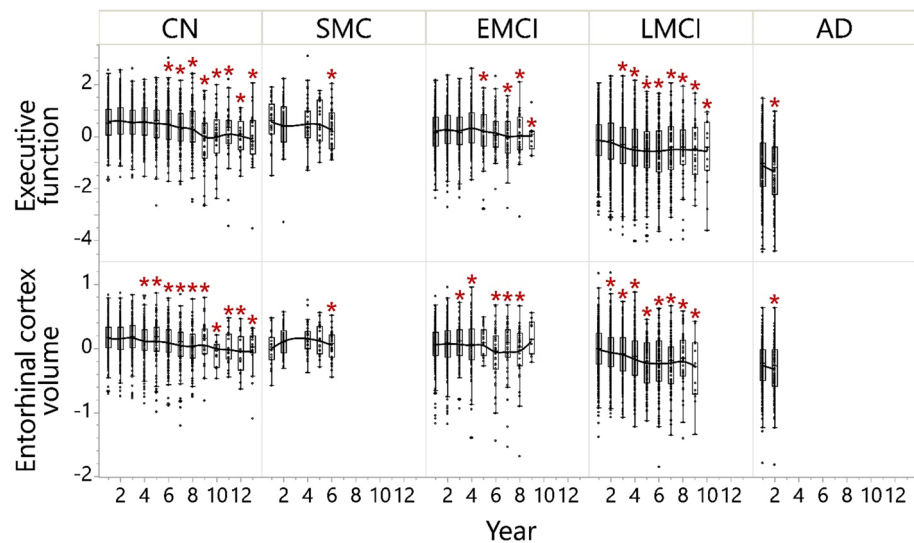 CN SMC EMCI LMCI AD
Executive function
2
0
-2
-4
* * * * * * * * * * * * * * * * * * * * * *
Entorhinal cortex volume
1
0
-1
-2
* * * * * * * * * * * * * * * * * * * * * * * *
2 4 6 8 10 12 2 4 6 8 10 12 2 4 6 8 10 12 2 4 6 8 10 12 2 4 6 8 10 12
Year